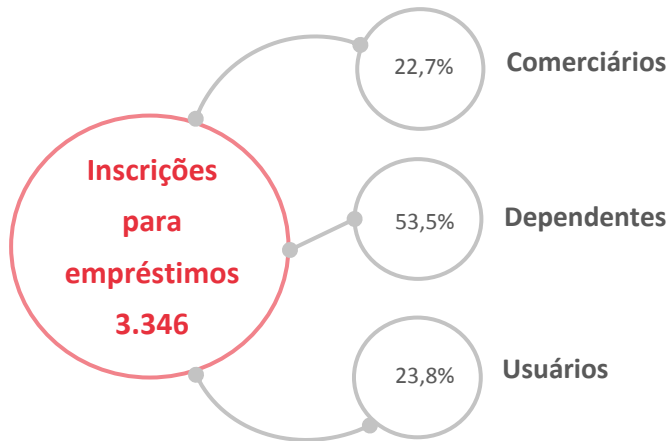 Inscrições
para
empréstimos
3.346
22,7%
Comerciários
53,5%
Dependentes
23,8%
Usuários